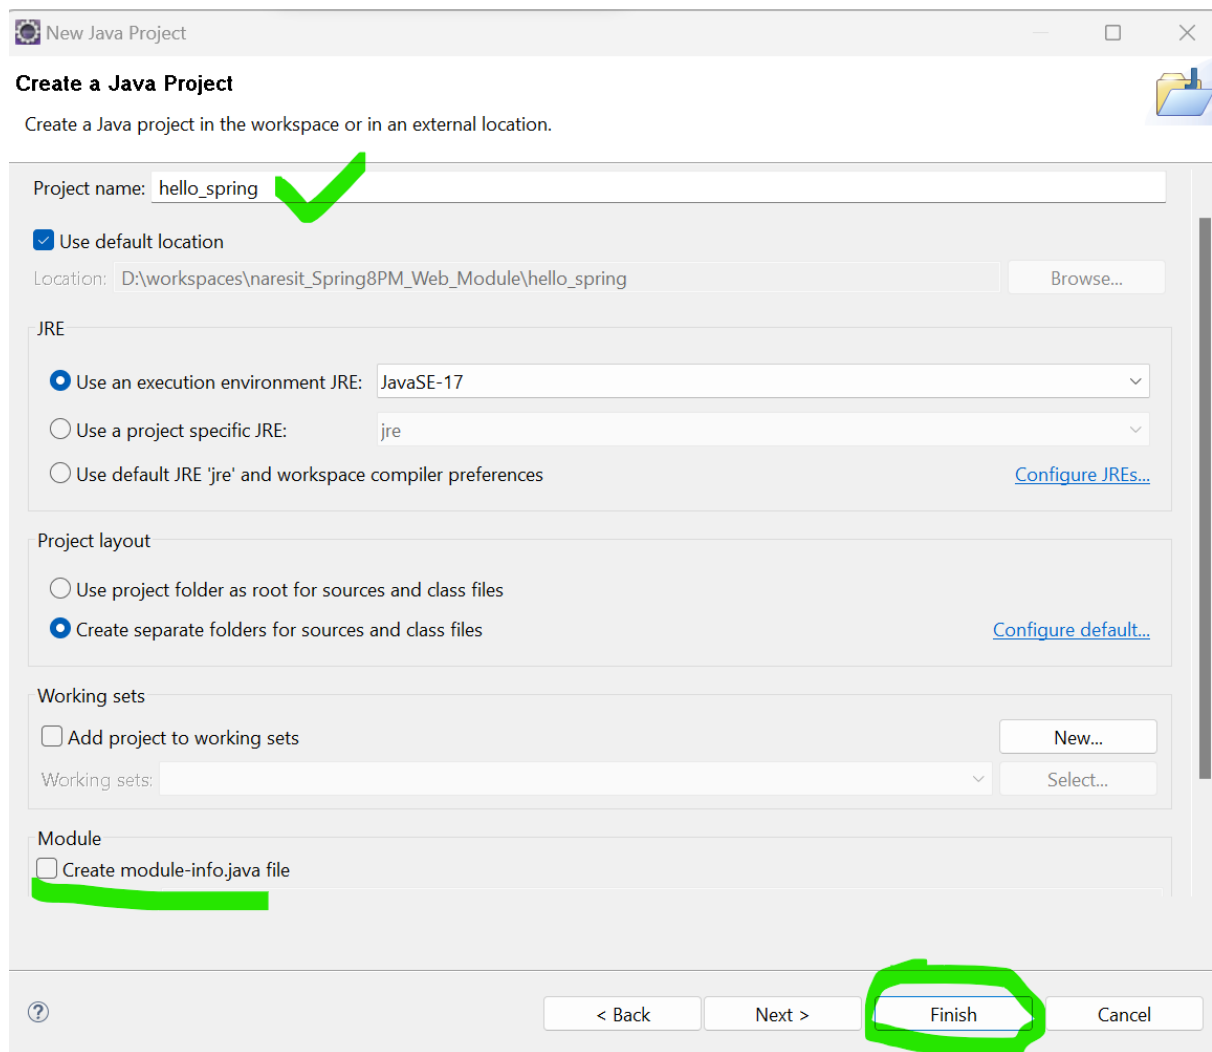 New Java Project
Create a Java Project
Create a Java project in the workspace or in an external location.
Project name: hello_spring
Use default location
Location: D:\workspaces\naresit_Spring8PM_Web_Module\hello_spring Browse...
JRE
Use an execution environment JRE: JavaSE-17
Use a project specific JRE: jre
Use default JRE 'jre' and workspace compiler preferences Configure JREs...
Project layout
Use project folder as root for sources and class files
Create separate folders for sources and class files Configure default...
Working sets
Add project to working sets New...
Working sets: Select...
Module
Create module-info.java file
? < Back Next > Finish Cancel